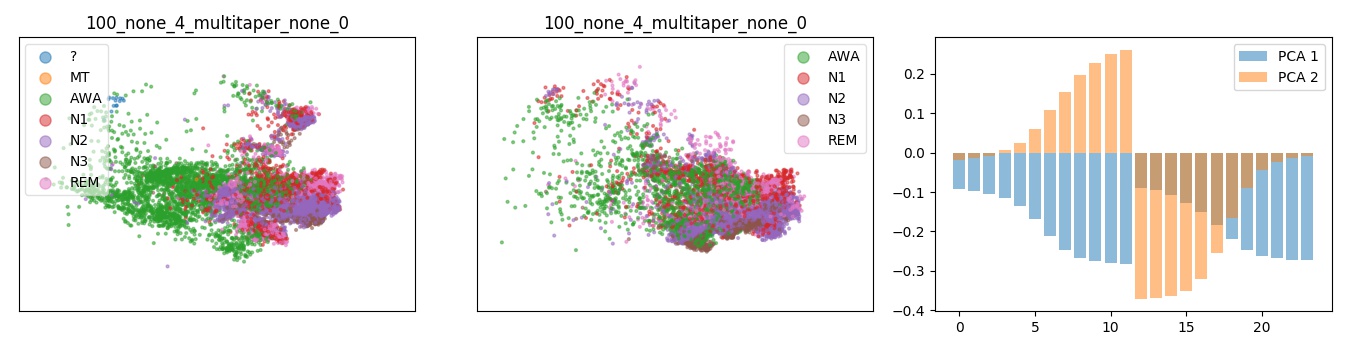 100_none_4_multitaper_none_0
?
MT
AWA
N1
N2
N3
REM
100_none_4_multitaper_none_0
AWA
N1
N2
N3
REM
PCA 1
PCA 2
0.2
0.1
0.0
−0.1
−0.2
−0.3
−0.4
0
5
10
15
20